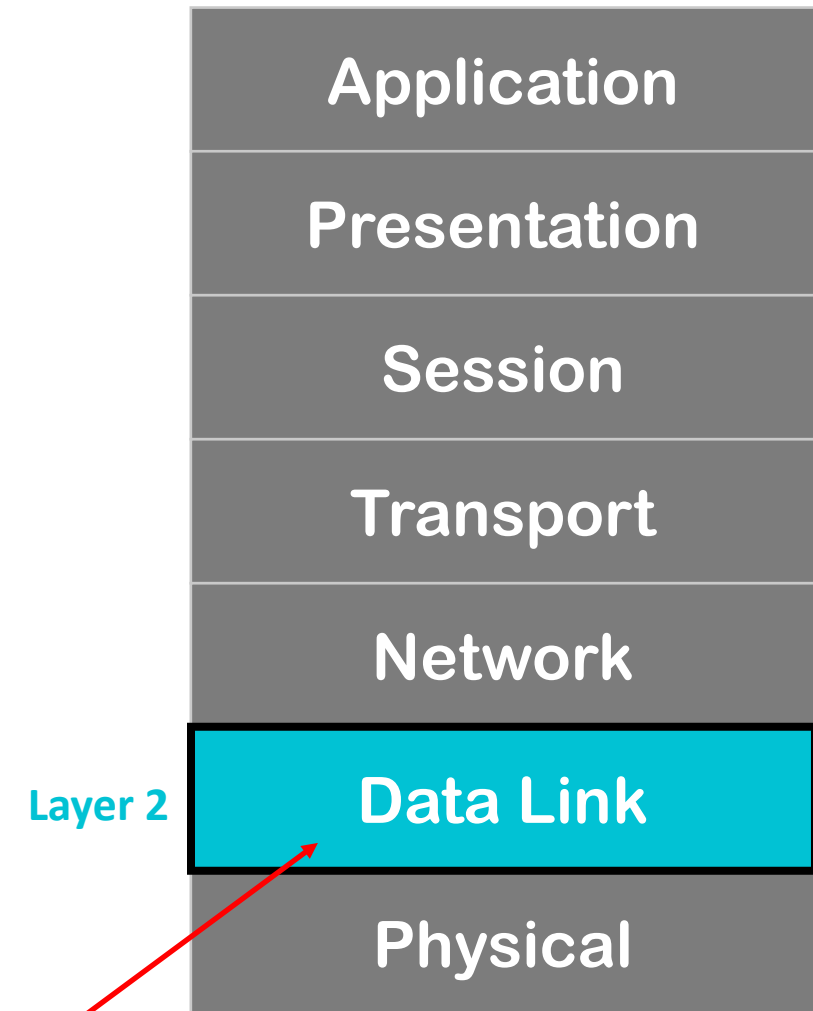 Application
Presentation
Session
Transport
Network
Layer 2
Data Link
Physical